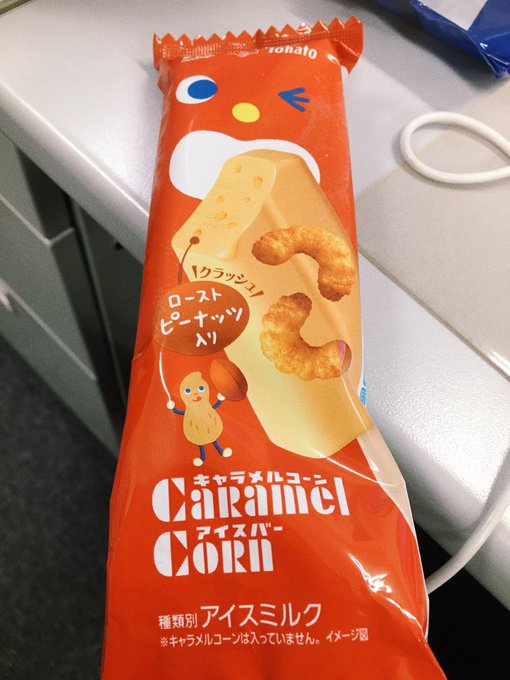 Tohato
クラッシュ
ロースト
ピーナッツ
入り
キャラメルコーン
Caramel
アイスバー
Corn
種類別 アイスミルク
※キャラメルコーンは入っていません。イメージ図